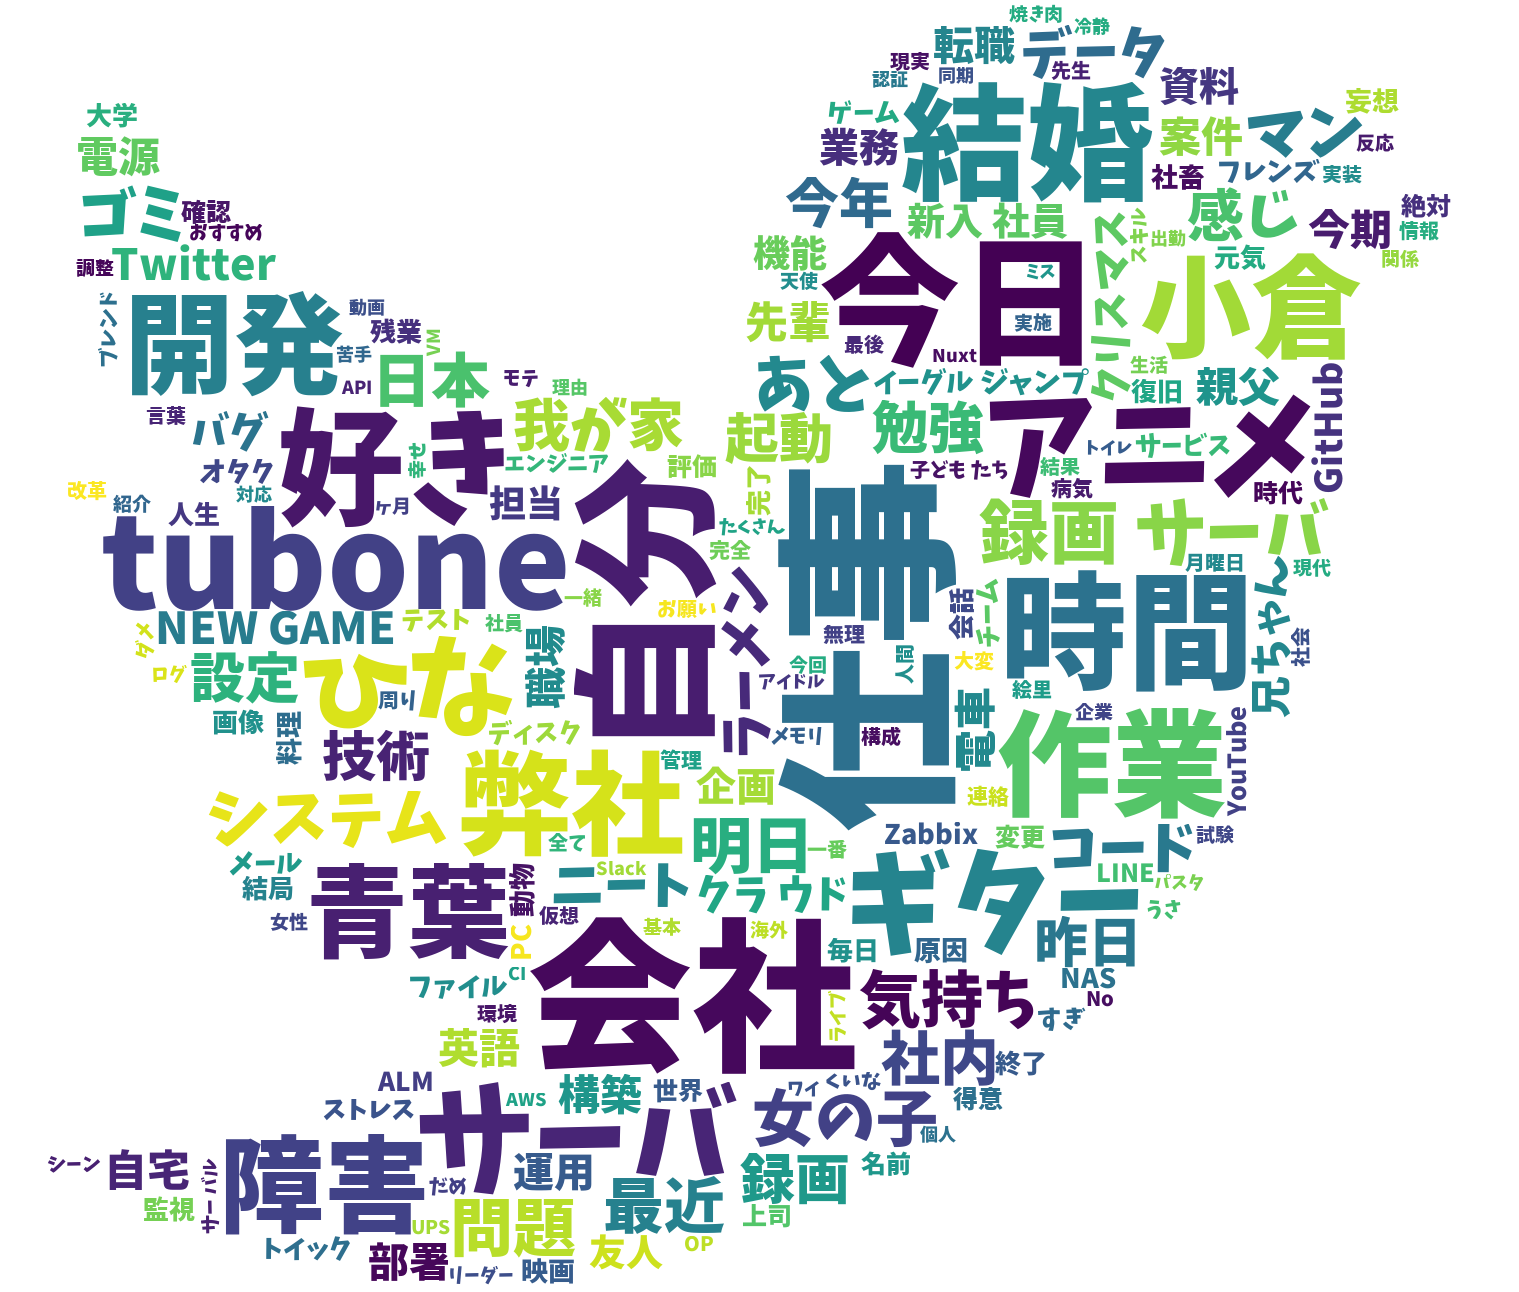 焼き肉
冷静
転職
データ
現実
認証
同期
先生
資料
妄想
大学
ゲーム
結婚
案件
マン
反応
電源
業務
社畜
フレンズ
実装
ゴミ
確認
おすすめ
今年
新入 社員
スキル
出勤
感じ
今期
絶対
情報
関係
調整
Twitter
機能
天使
今日
ミス
実施
クリスマス
元気
小倉
ブレンド
開発
動画
残業
苦手
VM
先輩
最後
Nuxt
API
日本
モテ
理由
あと
イーグル ジャンプ
生活
復旧
親父
GitHub
言葉
バグ
好き
幸せ
我が家
エンジニア
起動
勉強
アニメ
トイレ
サービス
オタク
評価
子ども たち
結果
病気
時代
改革
紹介
対応
人生
ケ月
担当
自分
完了
たくさん
完全
仕事
録画
サーバ
tubone
月曜日
現代
一緒
お願い
ラーメン
無理
会話
チーム
時間
兄ちゃん
社会
ダメ
NEW GAME
テスト
社員
職場
今回
人間
大変
ログ
設定
ひな
周り
アイドル
絵里
画像
料理
ディスク
メモリ
構成
電車
企業
技術
管理
作業
YouTube
システム
弊社
企画
連絡
全て
明日
一番
Zabbix
変更
コード
試験
メール
結局
青葉
動物
ニート
Slack
クラウド
ギター
LINE
パスタ
うさ
女性
仮想
PC
基本
海外
毎日
原因
昨日
ファイル
CI
会社
ライブ
気持ち
NAS
No
環境
すぎ
英語
社内
終了
ALM
ストレス
サーバ
AWS
構築
世界
ワイ
くいな
女の子
得意
個人
シーン
自宅
サーバル
障害
だめ
運用
録画
名前
監視
UPS
問題
最近
上司
トイック
部署
リーダー
映画
友人
OP